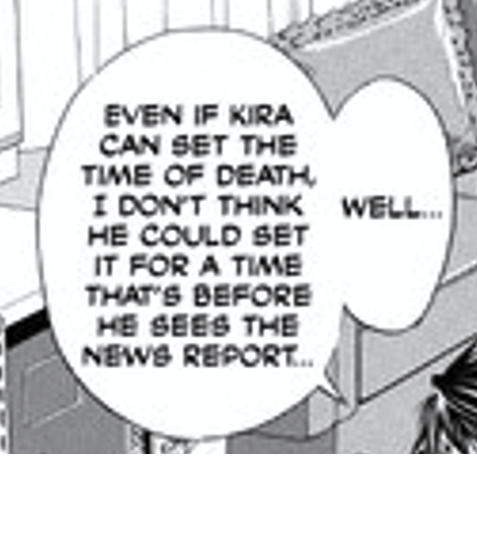 WELL...
EVEN IF KIRA
CAN SET THE
TIME OF DEATH,
I DON'T THINK
HE COULD SET
IT FOR A TIME
THAT'S BEFORE
HE SEES THE
NEWS REPORT...